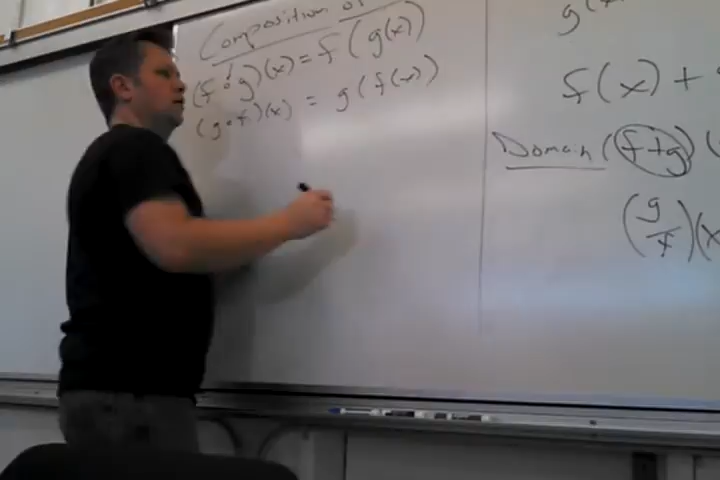 Composition of
(f∘g)(x) = f(g(x))
(g∘f)(x) = g(f(x))
g(x
f(x) +
Domain (f+g) (
(g/f)(x